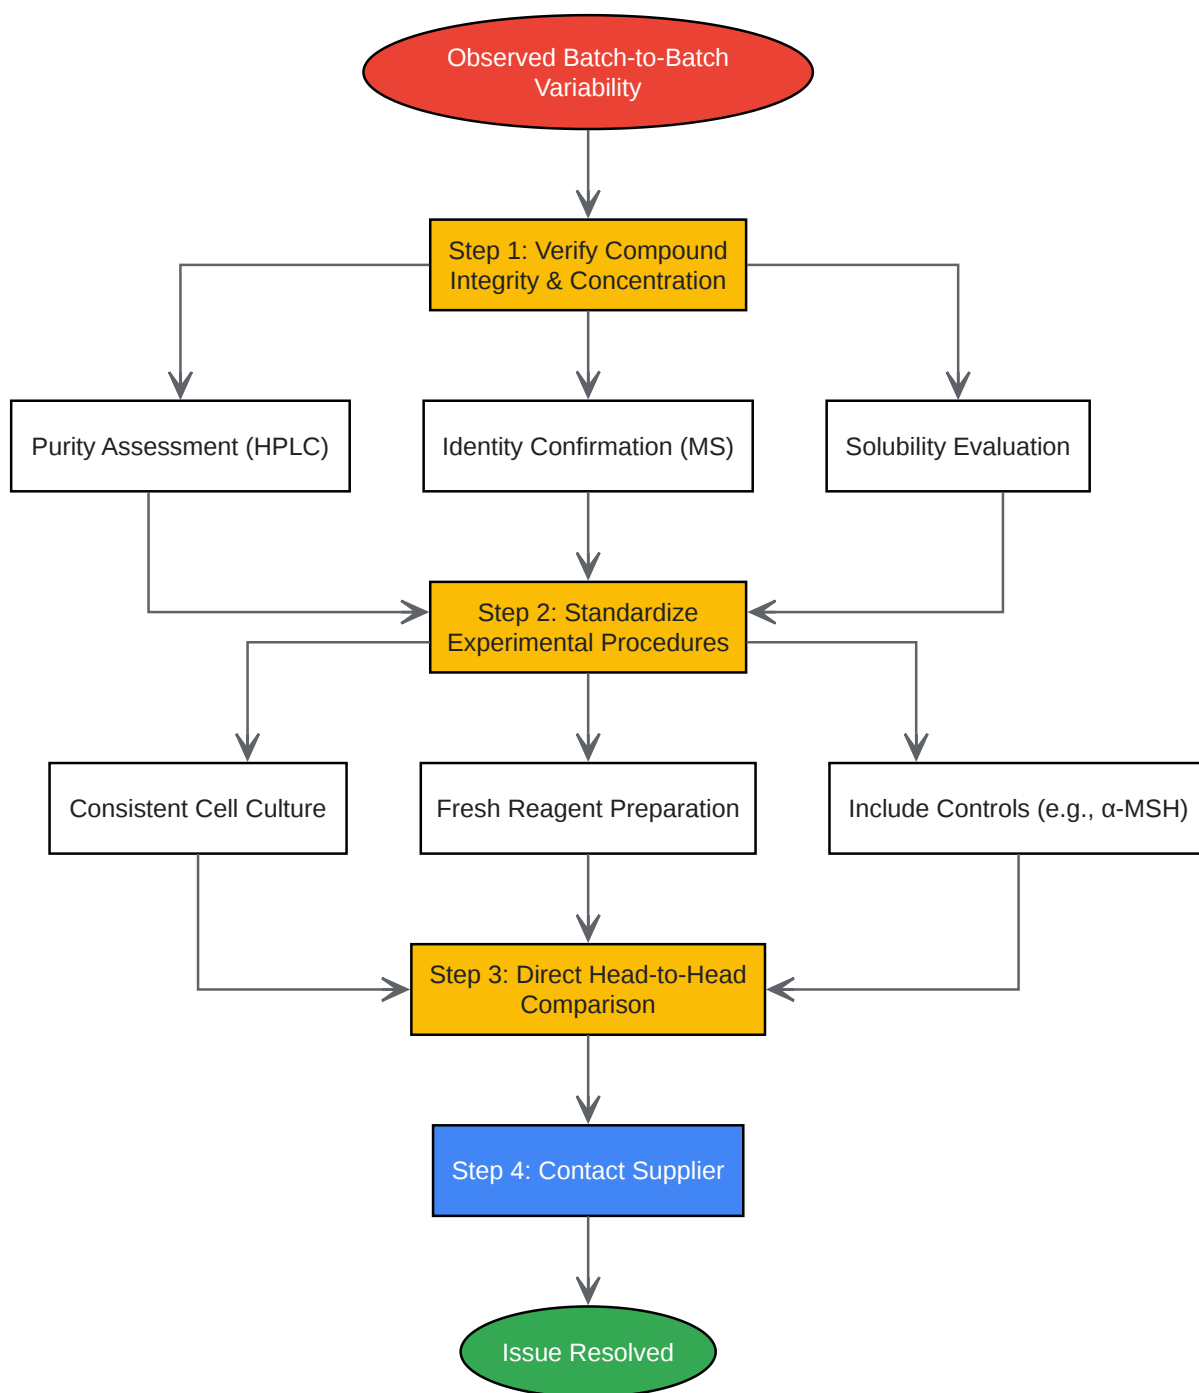 Observed Batch-to-Batch
Variability
Step 1: Verify Compound
Integrity & Concentration
Purity Assessment (HPLC)
Identity Confirmation (MS)
Solubility Evaluation
Step 2: Standardize
Experimental Procedures
Consistent Cell Culture
Fresh Reagent Preparation
Include Controls (e.g., α-MSH)
Step 3: Direct Head-to-Head
Comparison
Step 4: Contact Supplier
Issue Resolved